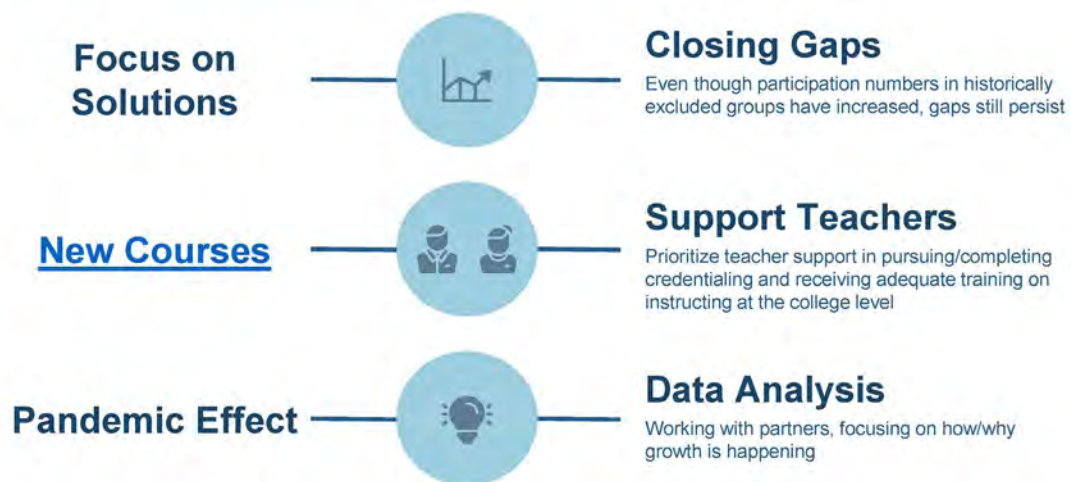 Focus on
Solutions
Closing Gaps
Even though participation numbers in historically
excluded groups have increased, gaps still persist
New Courses
Support Teachers
Prioritize teacher support in pursuing/completing
credentialing and receiving adequate training on
instructing at the college level
Pandemic Effect
Data Analysis
Working with partners, focusing on how/why
growth is happening